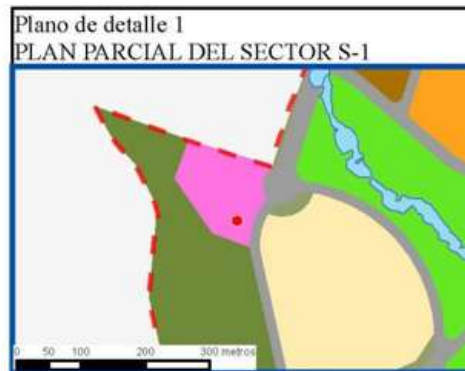 Plano de detalle 1
PLAN PARCIAL DEL SECTOR S-1
0 50 100 200 300 metros